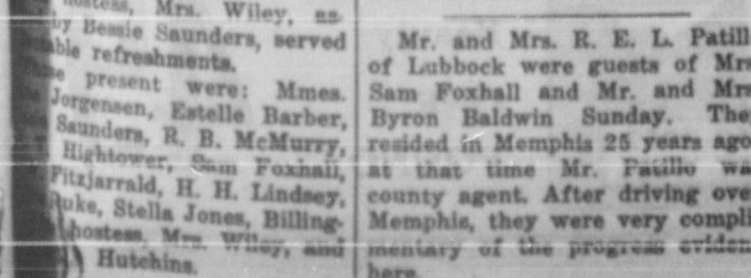 hostess, Mrs. Wiley, as-
by Bessie Saunders, served
able refreshments.
present were: Mmes.
Jorgensen, Estelle Barber,
Saunders, R. B. McMurry,
Hightower, Sam Foxhall,
Fitzjarrald, H. H. Lindsey,
Duke, Stella Jones, Billing-
hostess, Mrs. Wiley, and
Hutchins.
Mr. and Mrs. R. E. L. Patill
of Lubbock were guests of Mrs
Sam Foxhall and Mr. and Mrs
Byron Baldwin Sunday. The
resided in Memphis 25 years ago
at that time Mr. Patillo wa
county agent. After driving ove
Memphis, they were very compli
mentary of the progress eviden
here.